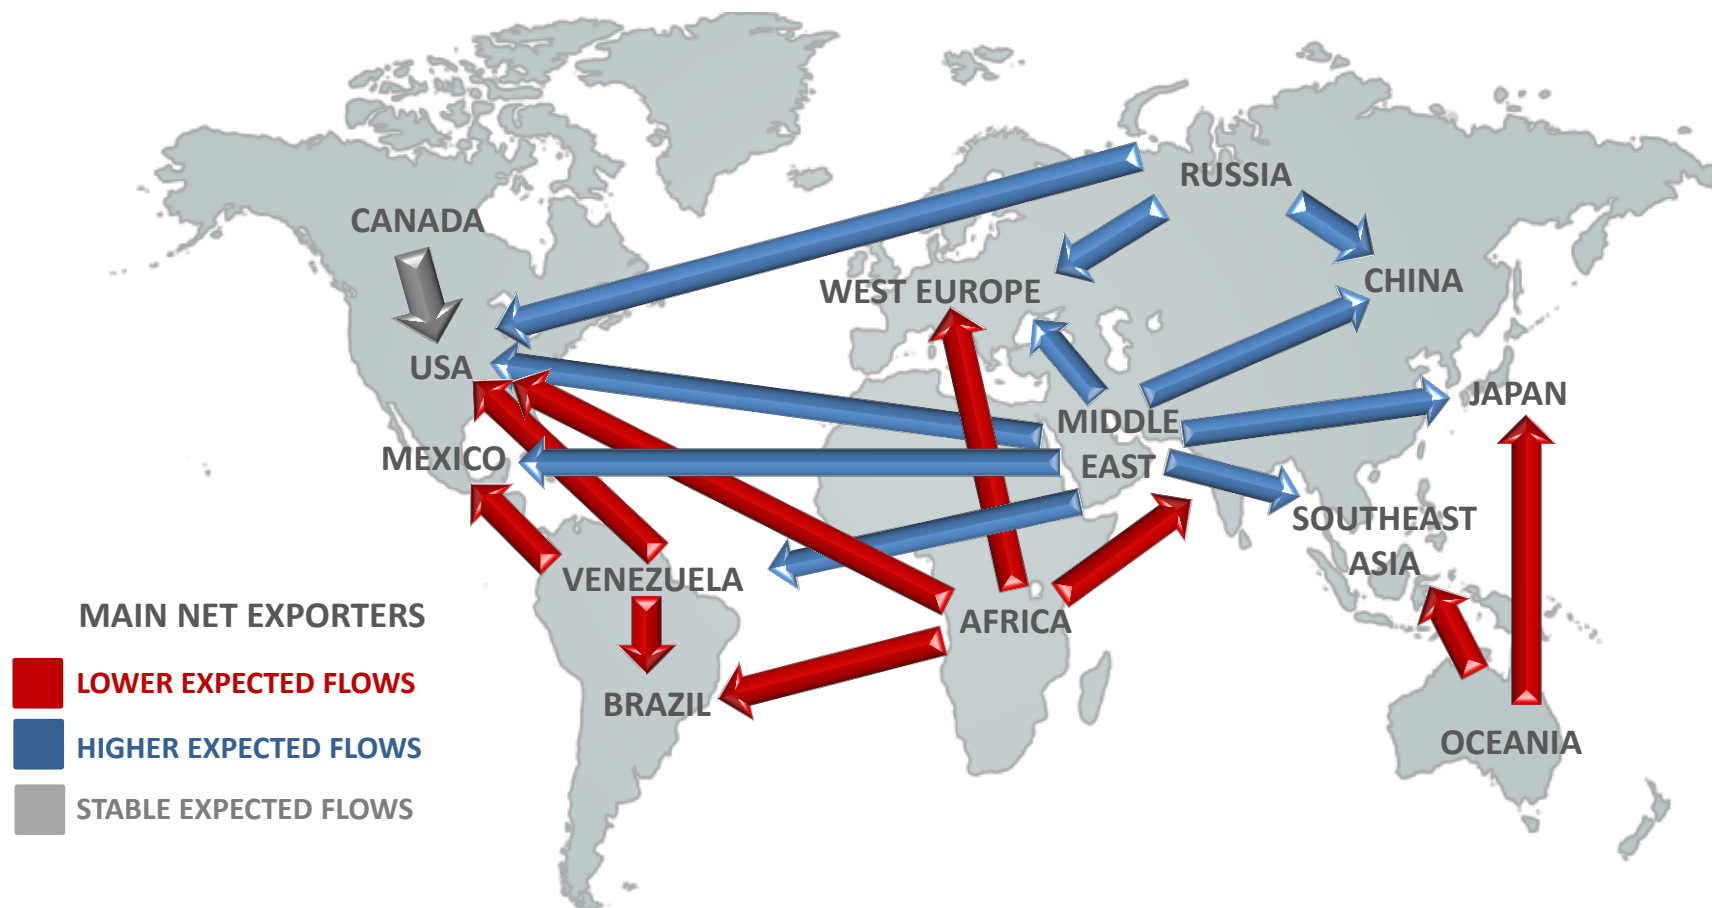 RUSSIA
CANADA
WEST EUROPE
CHINA
USA
JAPAN
MIDDLE
EAST
MEXICO
SOUTHEAST
ASIA
VENEZUELA
AFRICA
BRAZIL
OCEANIA
MAIN NET EXPORTERS
LOWER EXPECTED FLOWS
HIGHER EXPECTED FLOWS
STABLE EXPECTED FLOWS